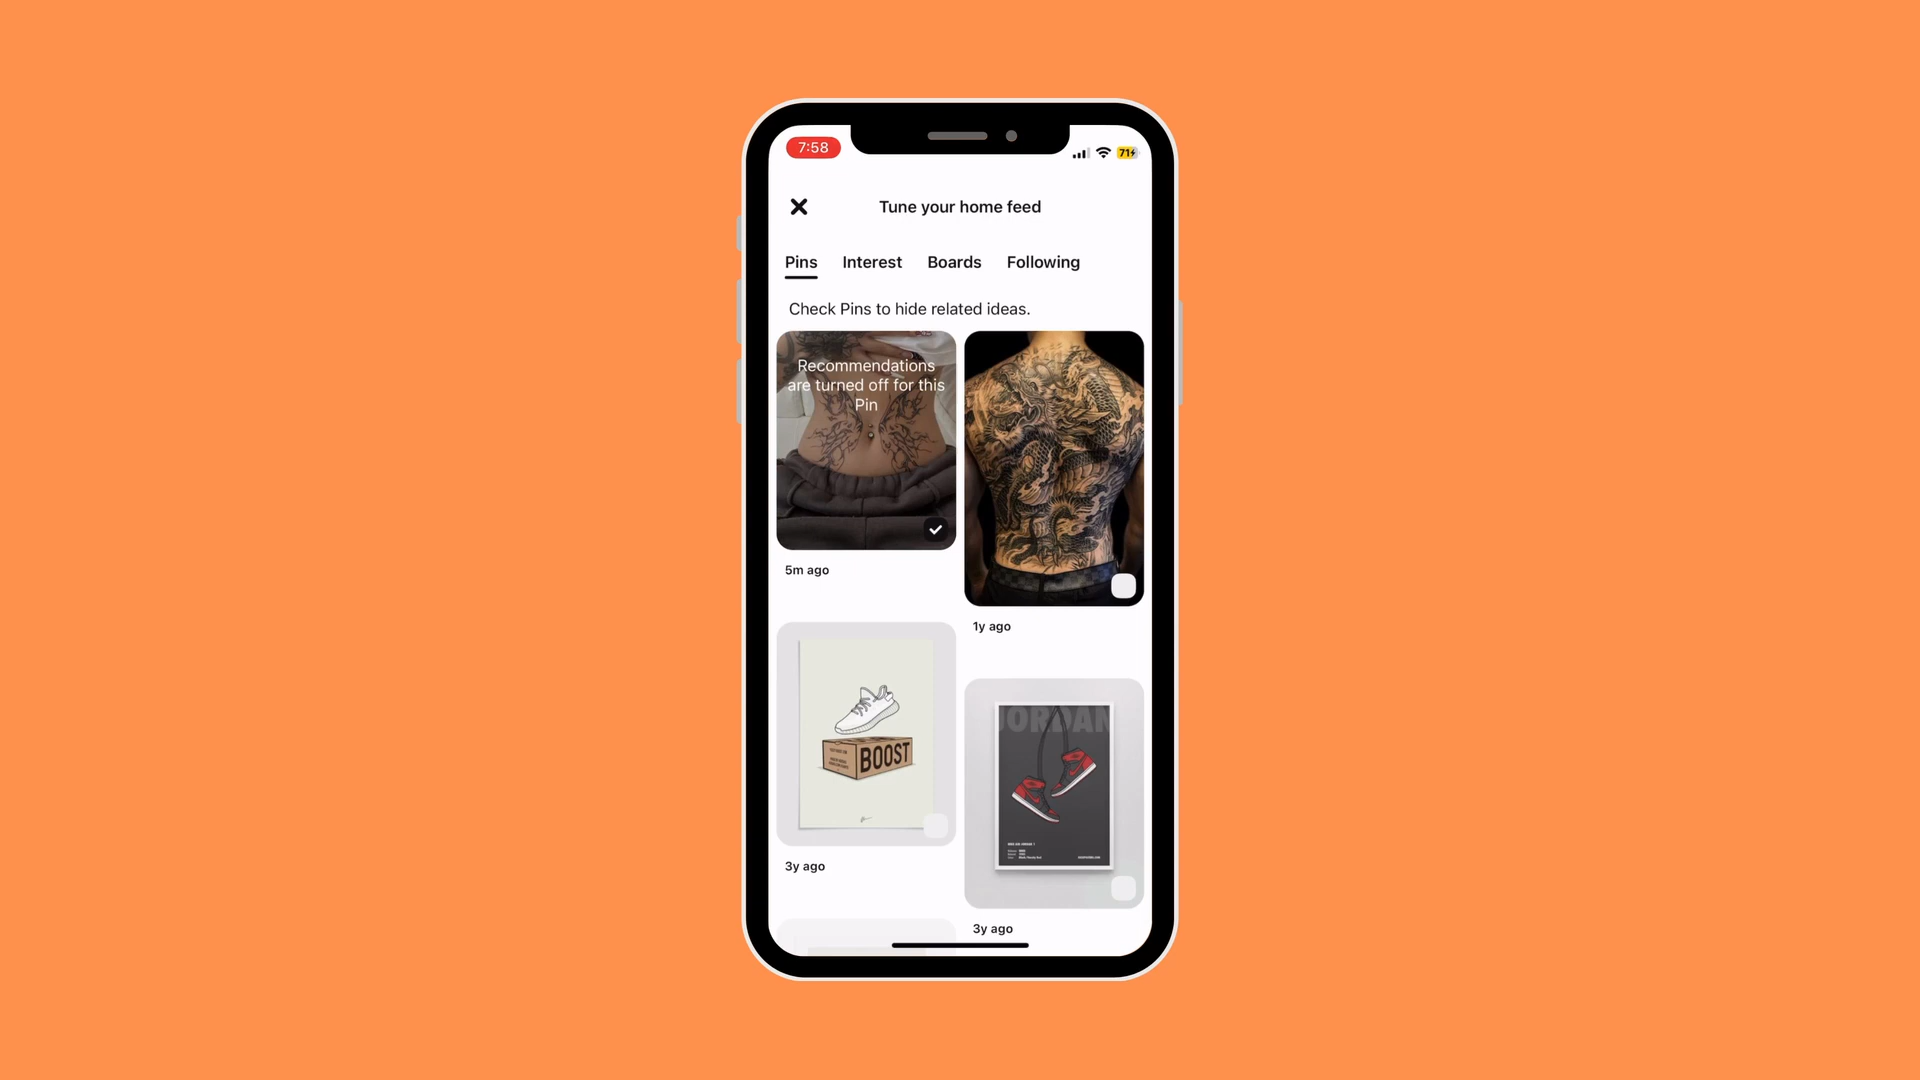 7:58
71
Tune your home feed
Pins Interest Boards Following
Check Pins to hide related ideas.
Recommendations
are turned off for this
Pin
5m ago
1y ago
BOOST
3y ago
JORDAN
3y ago